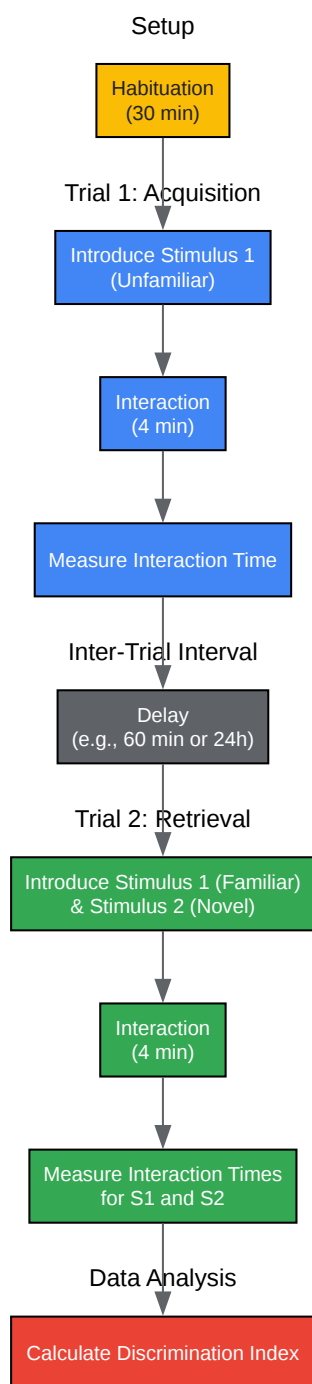 Setup
Habituation
(30 min)
Trial 1: Acquisition
Introduce Stimulus 1
(Unfamiliar)
Interaction
(4 min)
Measure Interaction Time
Inter-Trial Interval
Delay
(e.g., 60 min or 24h)
Trial 2: Retrieval
Introduce Stimulus 1 (Familiar)
& Stimulus 2 (Novel)
Interaction
(4 min)
Measure Interaction Times
for S1 and S2
Data Analysis
Calculate Discrimination Index